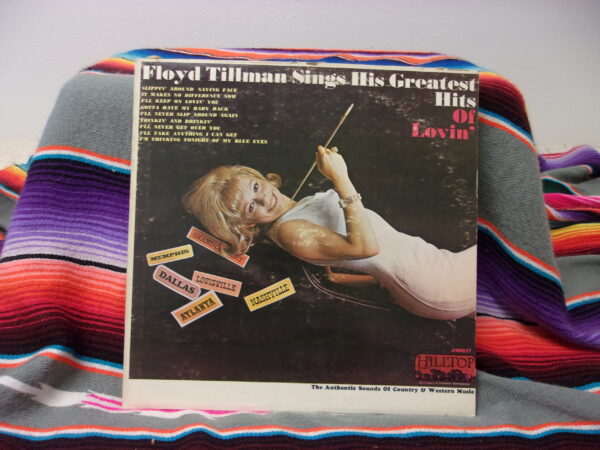 Floyd Tillman Sings His Greatest
Hits
Of
Lovin'
SLIPPIN' AROUND SAVING FACE
IT MAKES NO DIFFERENCE NOW
I'LL KEEP ON LOVIN' YOU
GOTTA HAVE MY BABY BACK
I'LL NEVER SLIP AROUND AGAIN
DRINKIN' AND DRINKIN'
I'LL NEVER GET OVER YOU
I'LL TAKE ANYTHING I CAN GET
I'M THINKING TONIGHT OF MY BLUE EYES
MEMPHIS
DALLAS
LOUISVILLE
ATLANTA
NASHVILLE
HILLTOP
The Authentic Sounds Of Country & Western Music